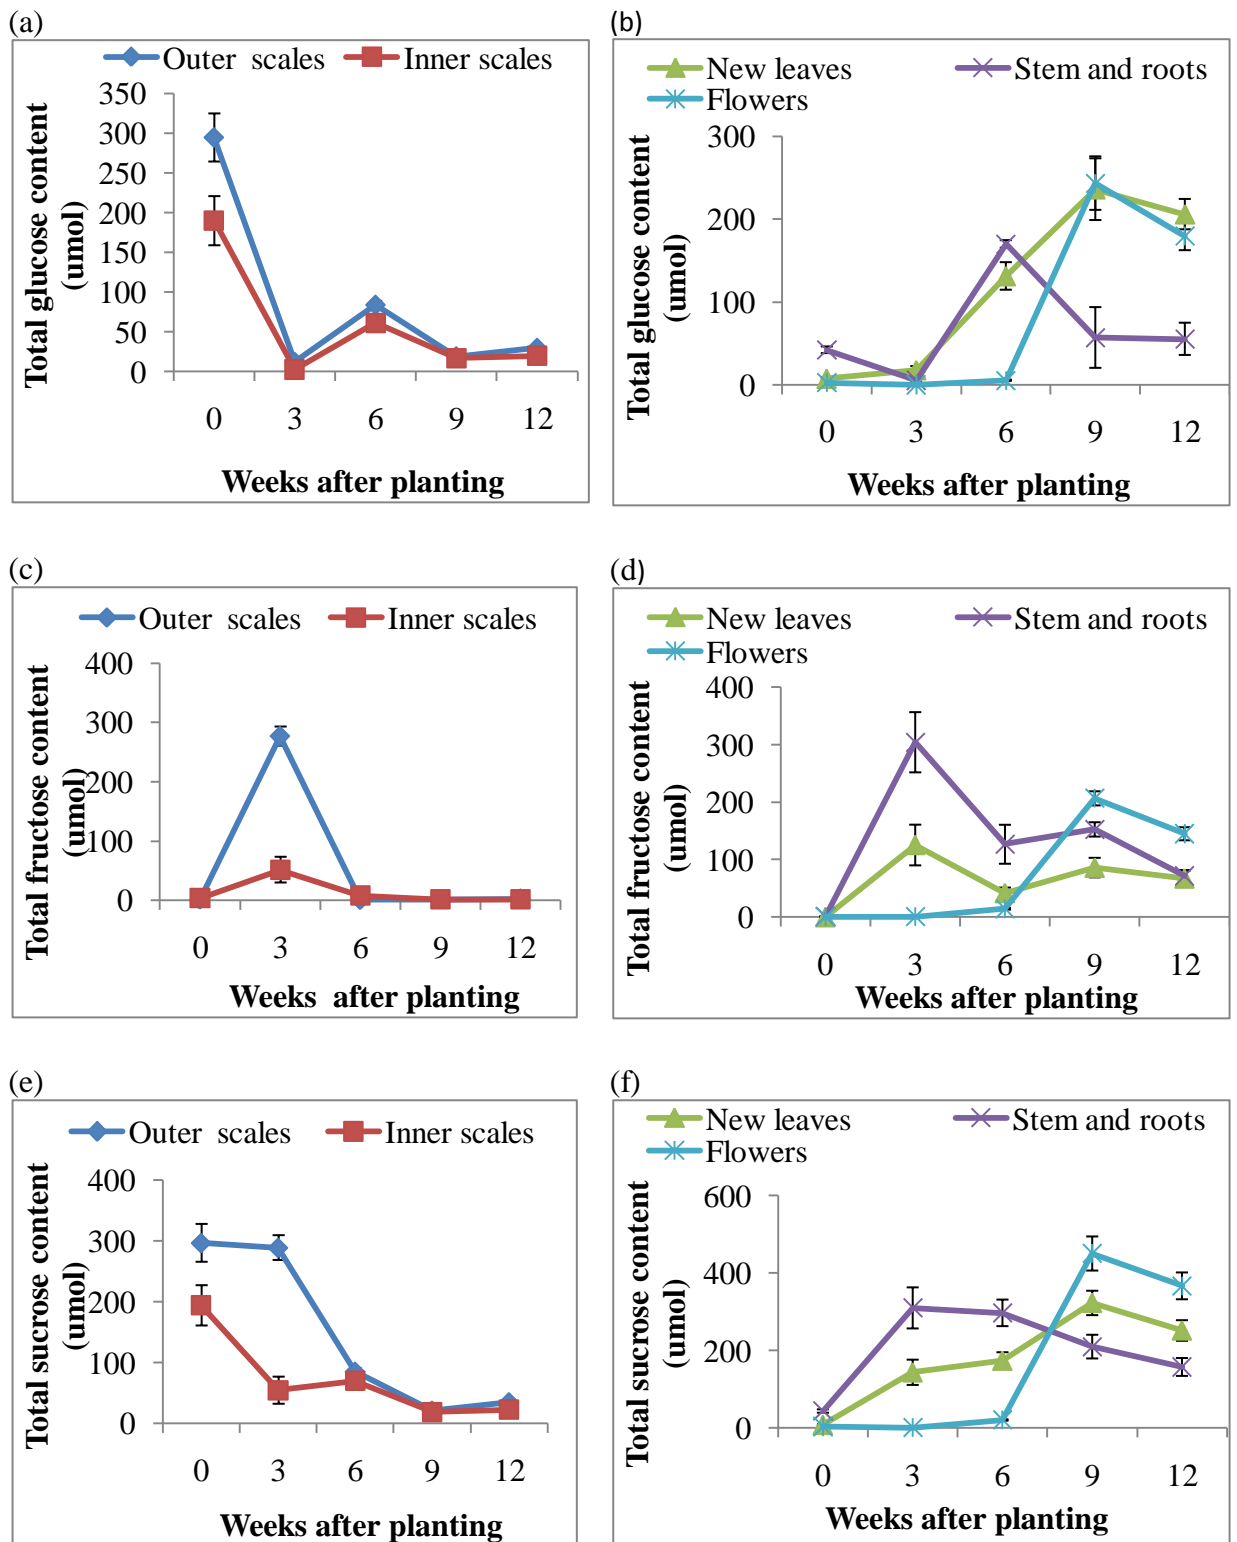 (a)
Outer scales Inner scales
Total glucose content
(umol)
350
300
250
200
150
100
50
0
0 3 6 9 12
Weeks after planting
(b)
New leaves Stem and roots
Flowers
Total glucose content
(umol)
300
200
100
0
0 3 6 9 12
Weeks after planting
(c)
Outer scales Inner scales
Total fructose content
(umol)
400
300
200
100
0
0 3 6 9 12
Weeks after planting
(d)
New leaves Stem and roots
Flowers
Total fructose content
(umol)
400
300
200
100
0
0 3 6 9 12
Weeks after planting
(e)
Outer scales Inner scales
Total sucrose content
(umol)
400
300
200
100
0
0 3 6 9 12
Weeks after planting
(f)
New leaves Stem and roots
Flowers
Total sucrose content
(umol)
600
400
200
0
0 3 6 9 12
Weeks after planting